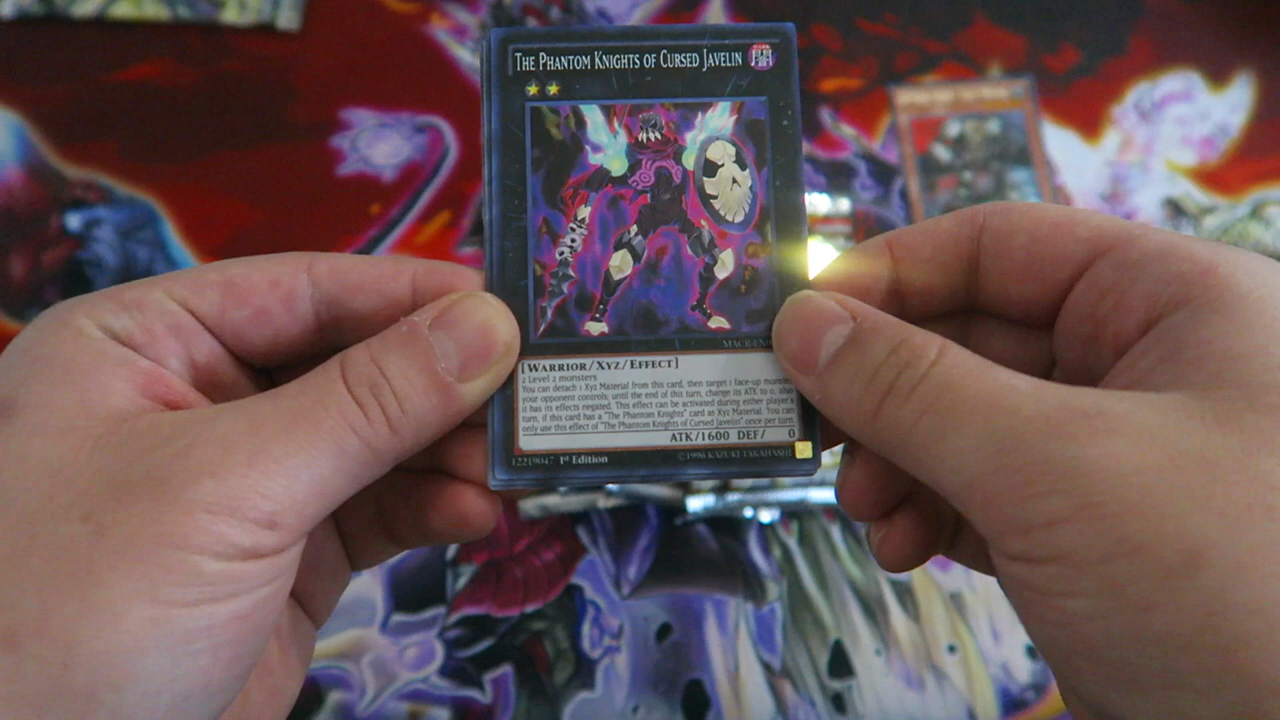 THE PHANTOM KNIGHTS OF CURSED JAVELIN
DARK
MACR-EN
[WARRIOR/XYZ/EFFECT]
2 Level 2 monsters
You can detach 1 Xyz Material from this card, then target 1 face-up monster
your opponent controls; until the end of this turn, change its ATK to 0, also
it has its effects negated. This effect can be activated during either player's
turn, if this card has a "The Phantom Knights" card as Xyz Material. You can
only use this effect of "The Phantom Knights of Cursed Javelin" once per turn.
ATK/1600 DEF/ 0
12219047 1st Edition ©1996 KAZUKI TAKAHASHI